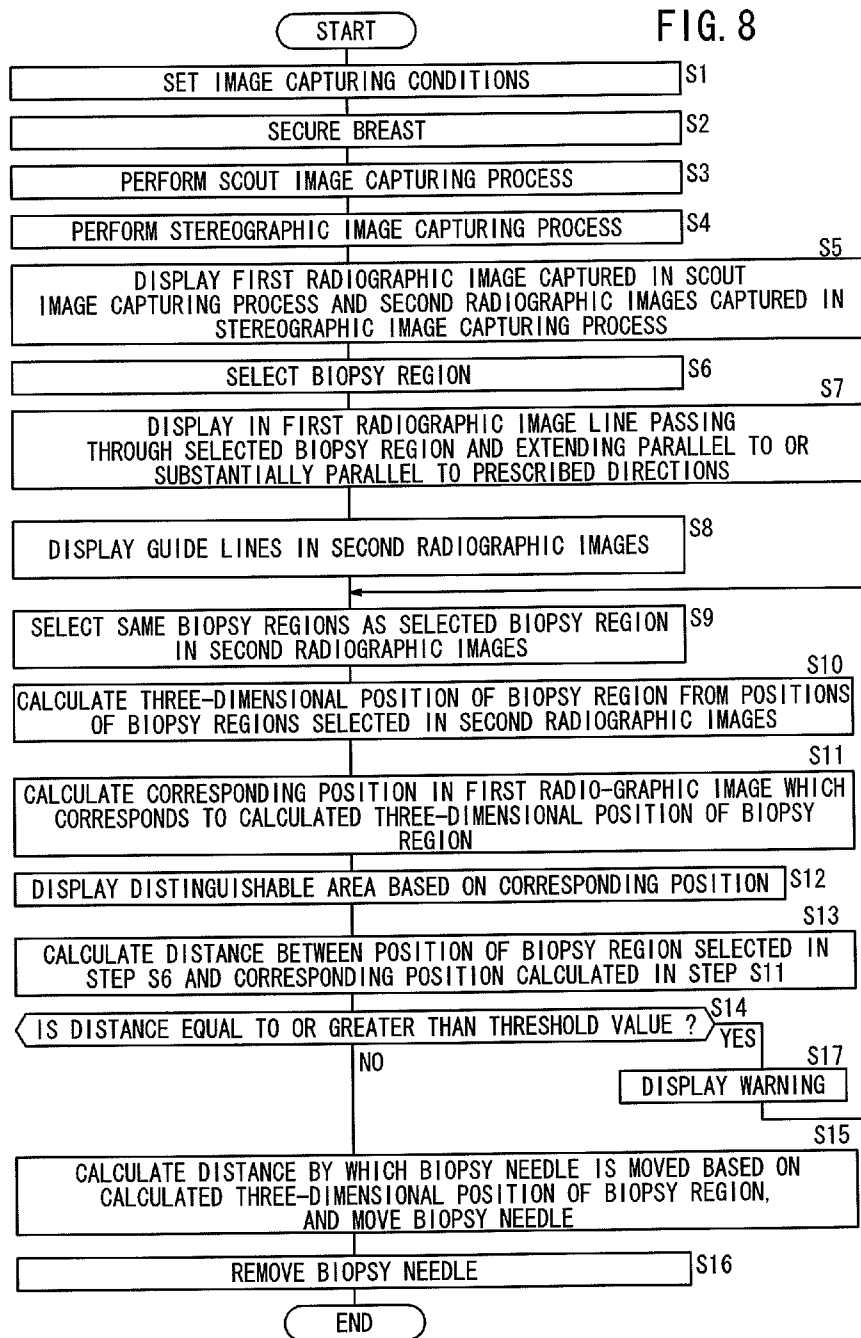 FIG. 8
START
SET IMAGE CAPTURING CONDITIONS
S1
SECURE BREAST
S2
PERFORM SCOUT IMAGE CAPTURING PROCESS
S3
PERFORM STEREOGRAPHIC IMAGE CAPTURING PROCESS
S4
S5
DISPLAY FIRST RADIOGRAPHIC IMAGE CAPTURED IN SCOUT
IMAGE CAPTURING PROCESS AND SECOND RADIOGRAPHIC IMAGES CAPTURED IN
STEREOGRAPHIC IMAGE CAPTURING PROCESS
SELECT BIOPSY REGION
S6
S7
DISPLAY IN FIRST RADIOGRAPHIC IMAGE LINE PASSING
THROUGH SELECTED BIOPSY REGION AND EXTENDING PARALLEL TO OR
SUBSTANTIALLY PARALLEL TO PRESCRIBED DIRECTIONS
DISPLAY GUIDE LINES IN SECOND RADIOGRAPHIC IMAGES
S8
SELECT SAME BIOPSY REGIONS AS SELECTED BIOPSY REGION
IN SECOND RADIOGRAPHIC IMAGES
S9
S10
CALCULATE THREE-DIMENSIONAL POSITION OF BIOPSY REGION FROM POSITIONS
OF BIOPSY REGIONS SELECTED IN SECOND RADIOGRAPHIC IMAGES
S11
CALCULATE CORRESPONDING POSITION IN FIRST RADIO-GRAPHIC IMAGE WHICH
CORRESPONDS TO CALCULATED THREE-DIMENSIONAL POSITION OF BIOPSY
REGION
DISPLAY DISTINGUISHABLE AREA BASED ON CORRESPONDING POSITION
S12
S13
CALCULATE DISTANCE BETWEEN POSITION OF BIOPSY REGION SELECTED IN
STEP S6 AND CORRESPONDING POSITION CALCULATED IN STEP S11
S14
IS DISTANCE EQUAL TO OR GREATER THAN THRESHOLD VALUE ?
YES
NO
S17
DISPLAY WARNING
S15
CALCULATE DISTANCE BY WHICH BIOPSY NEEDLE IS MOVED BASED ON
CALCULATED THREE-DIMENSIONAL POSITION OF BIOPSY REGION,
AND MOVE BIOPSY NEEDLE
REMOVE BIOPSY NEEDLE
S16
END